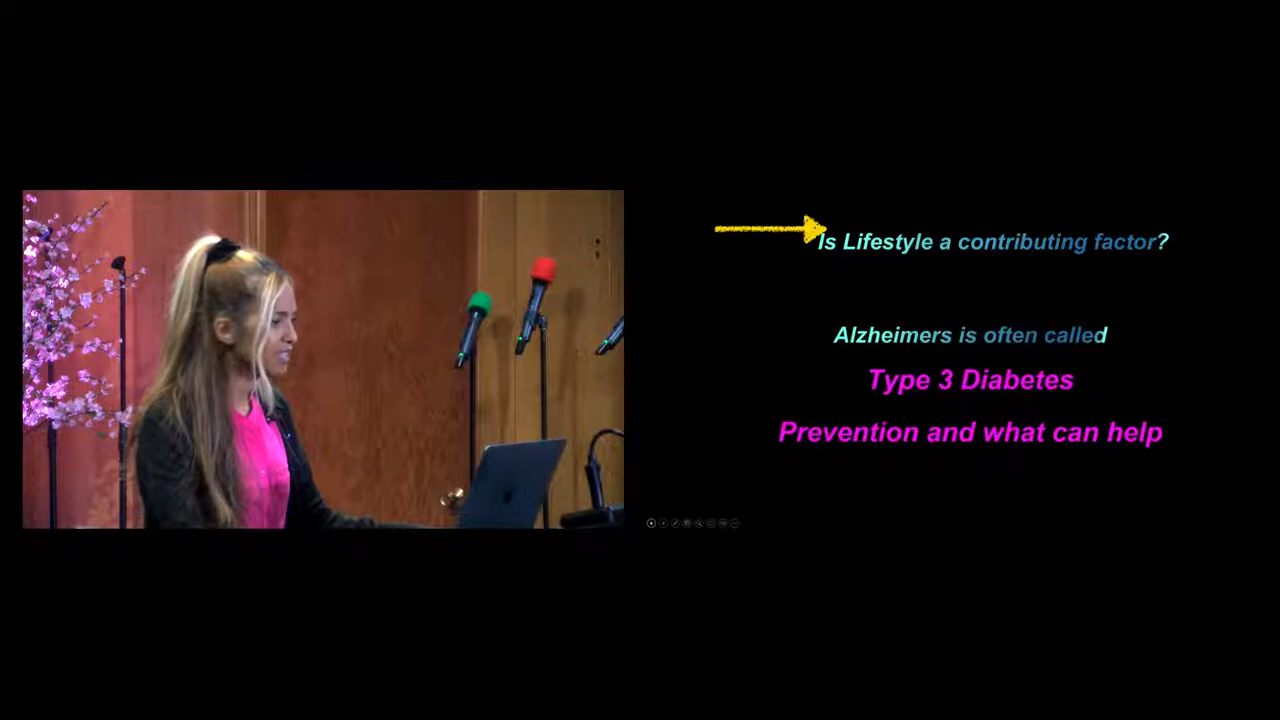 Is Lifestyle a contributing factor?
Alzheimers is often called
Type 3 Diabetes
Prevention and what can help